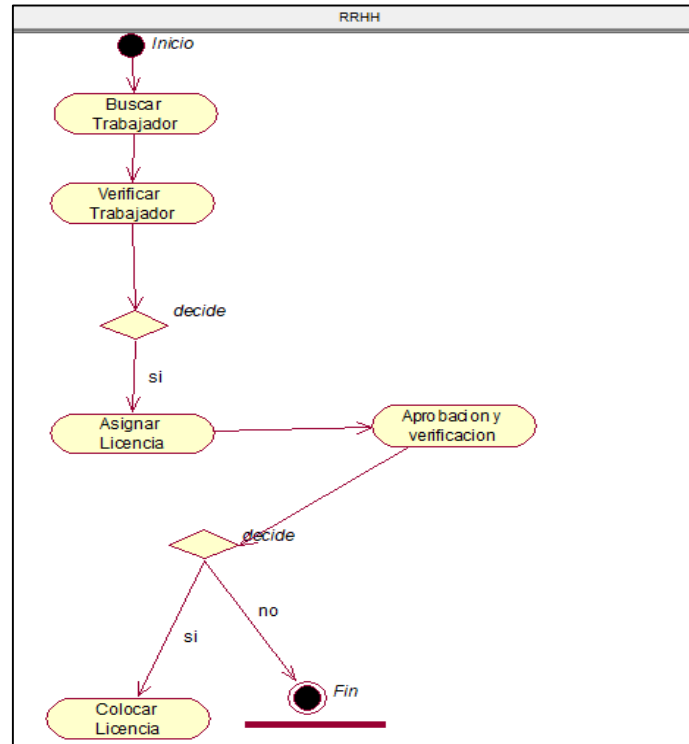 RRHH
Inicio
Buscar
Trabajador
Verificar
Trabajador
decide
si
Asignar
Licencia
Aprobacion y
verificacion
decide
si
no
Colocar
Licencia
Fin